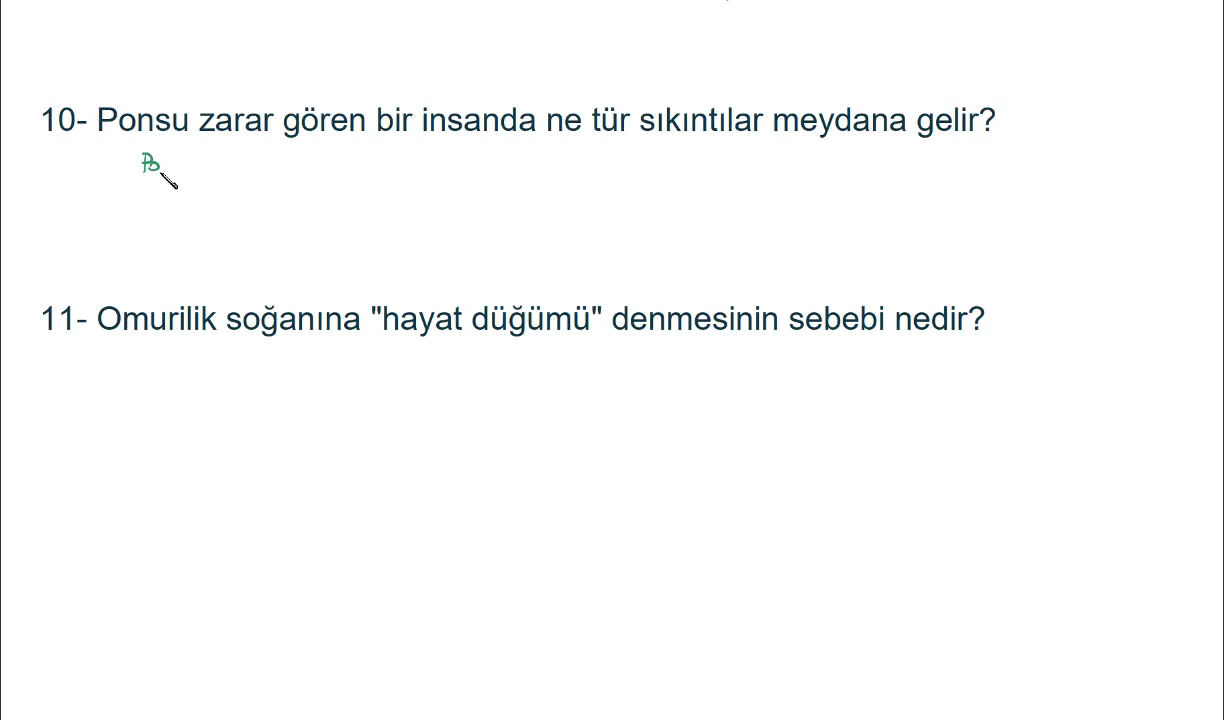 10- Ponsu zarar gören bir insanda ne tür sıkıntılar meydana gelir?
11- Omurilik soğanına "hayat düğümü" denmesinin sebebi nedir?